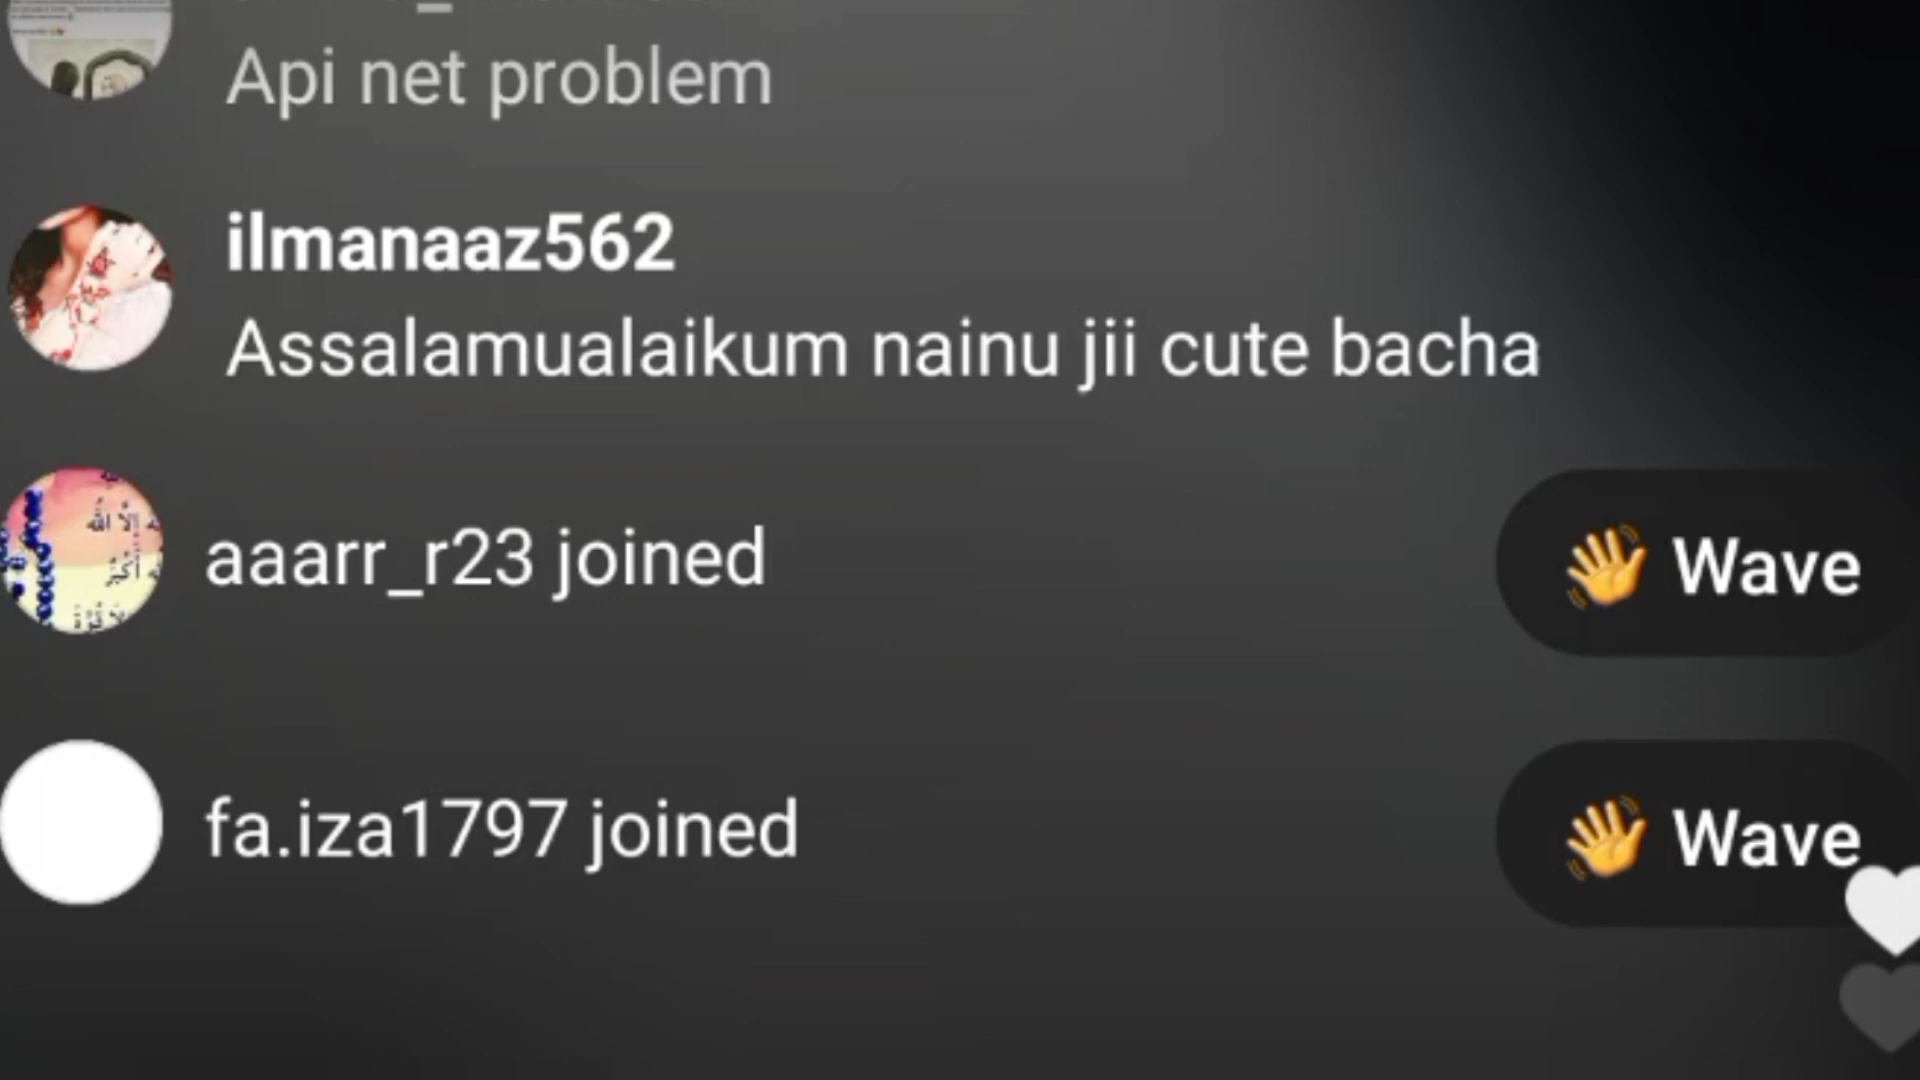 Api net problem
ilmanaaz562
Assalamualaikum nainu jii cute bacha
aaarr_r23 joined
👋 Wave
fa.iza1797 joined
👋 Wave